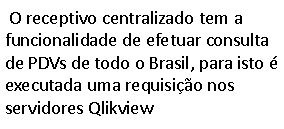 O receptivo centralizado tem a
funcionalidade de efetuar consulta
de PDVs de todo o Brasil, para isto é
executada uma requisição nos
servidores Qlikview